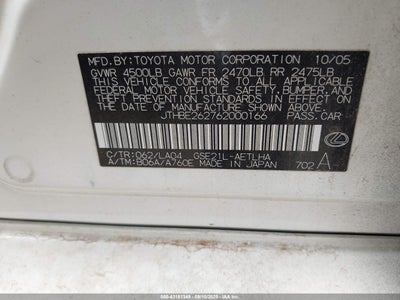 MFD. BY: TOYOTA MOTOR CORPORATION 10/05
GVWR 4500LB GAWR FR 2470LB RR 2475LB
THIS VEHICLE CONFORMS TO ALL APPLICABLE
FEDERAL MOTOR VEHICLE SAFETY, BUMPER, AND
THEFT PREVENTION STANDARDS IN EFFECT ON
THE DATE OF MANUFACTURE SHOWN ABOVE.
JTHBE262762000166 PASS. CAR
C/TR: 062/LA04 GSE21L-AETLHA
A/TM: B06A/A760E MADE IN JAPAN 702 A